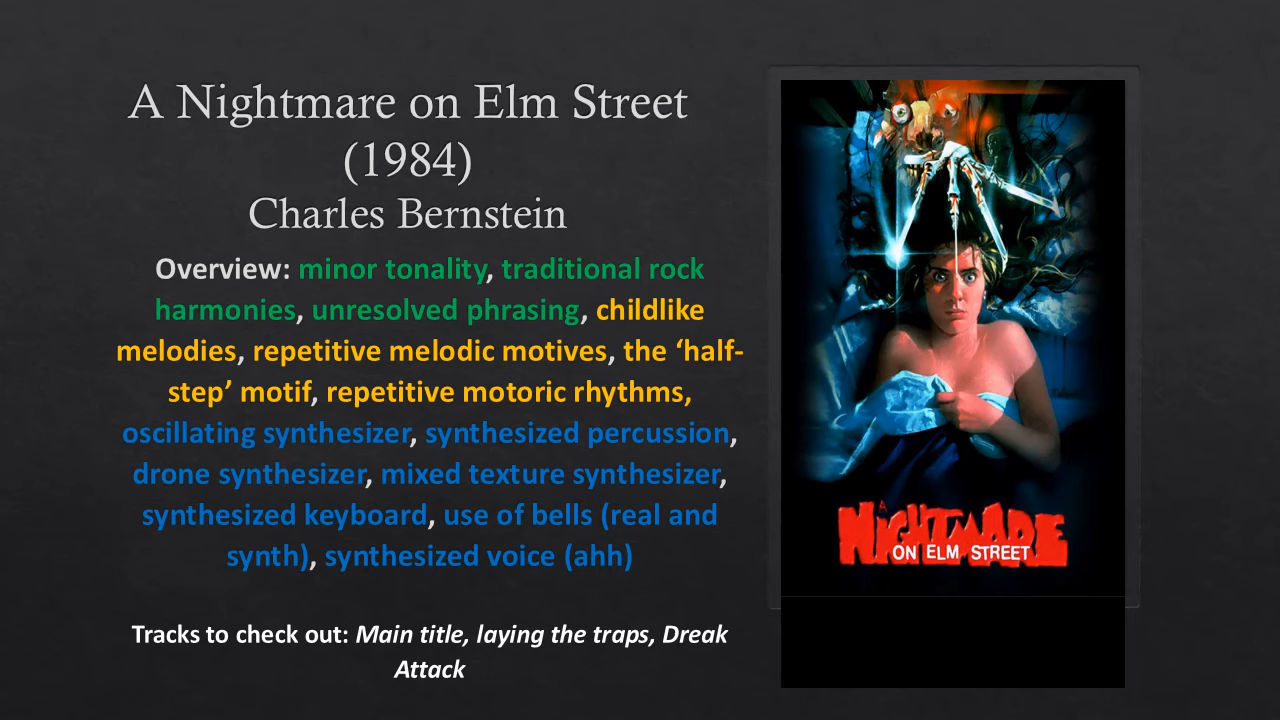 A Nightmare on Elm Street
(1984)
Charles Bernstein
Overview: minor tonality, traditional rock
harmonies, unresolved phrasing, childlike
melodies, repetitive melodic motives, the ‘half-
step’ motif, repetitive motoric rhythms,
oscillating synthesizer, synthesized percussion,
drone synthesizer, mixed texture synthesizer,
synthesized keyboard, use of bells (real and
synth), synthesized voice (ahh)
Tracks to check out: Main title, laying the traps, Dreak
Attack
A
NIGHTMARE
ON ELM STREET